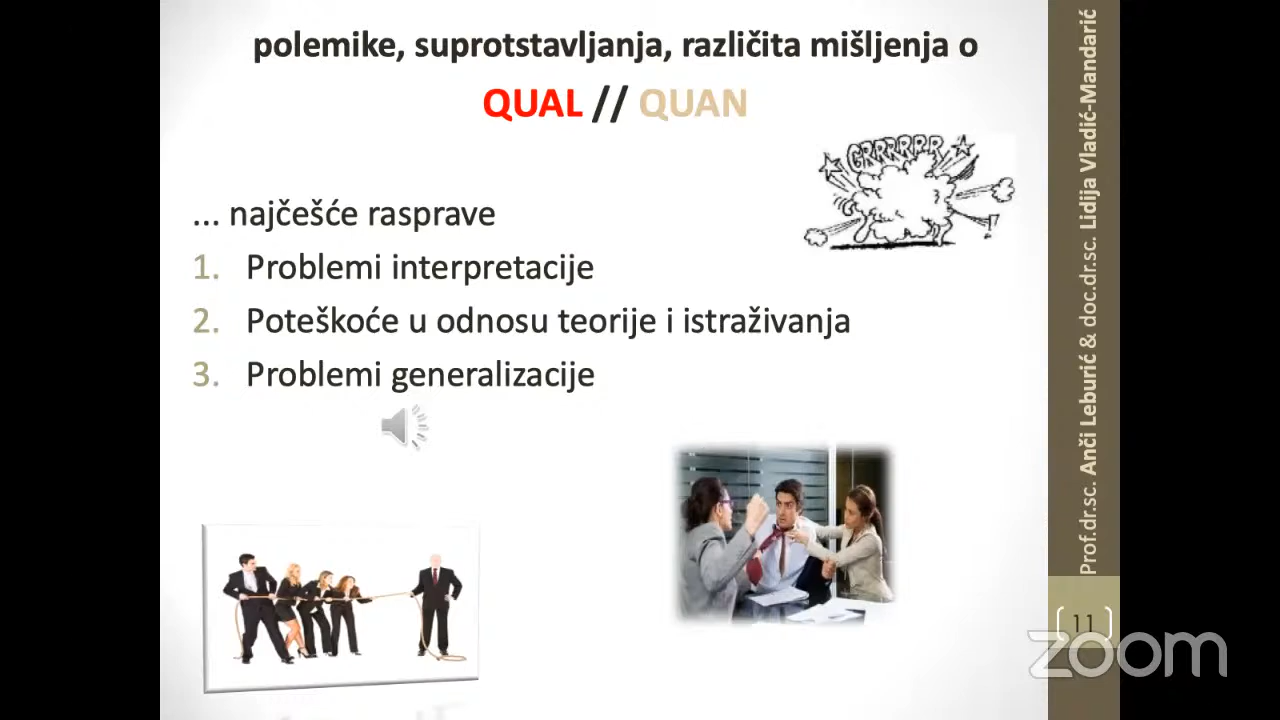 polemike, suprotstavljanja, različita mišljenja o
QUAL // QUAN
GRRRRRR
... najčešće rasprave
1. Problemi interpretacije
2. Poteškoće u odnosu teorije i istraživanja
3. Problemi generalizacije
Prof.dr.sc. Anči Leburić & doc.dr.sc. Lidija Vladić-Mandarić
11
zoom